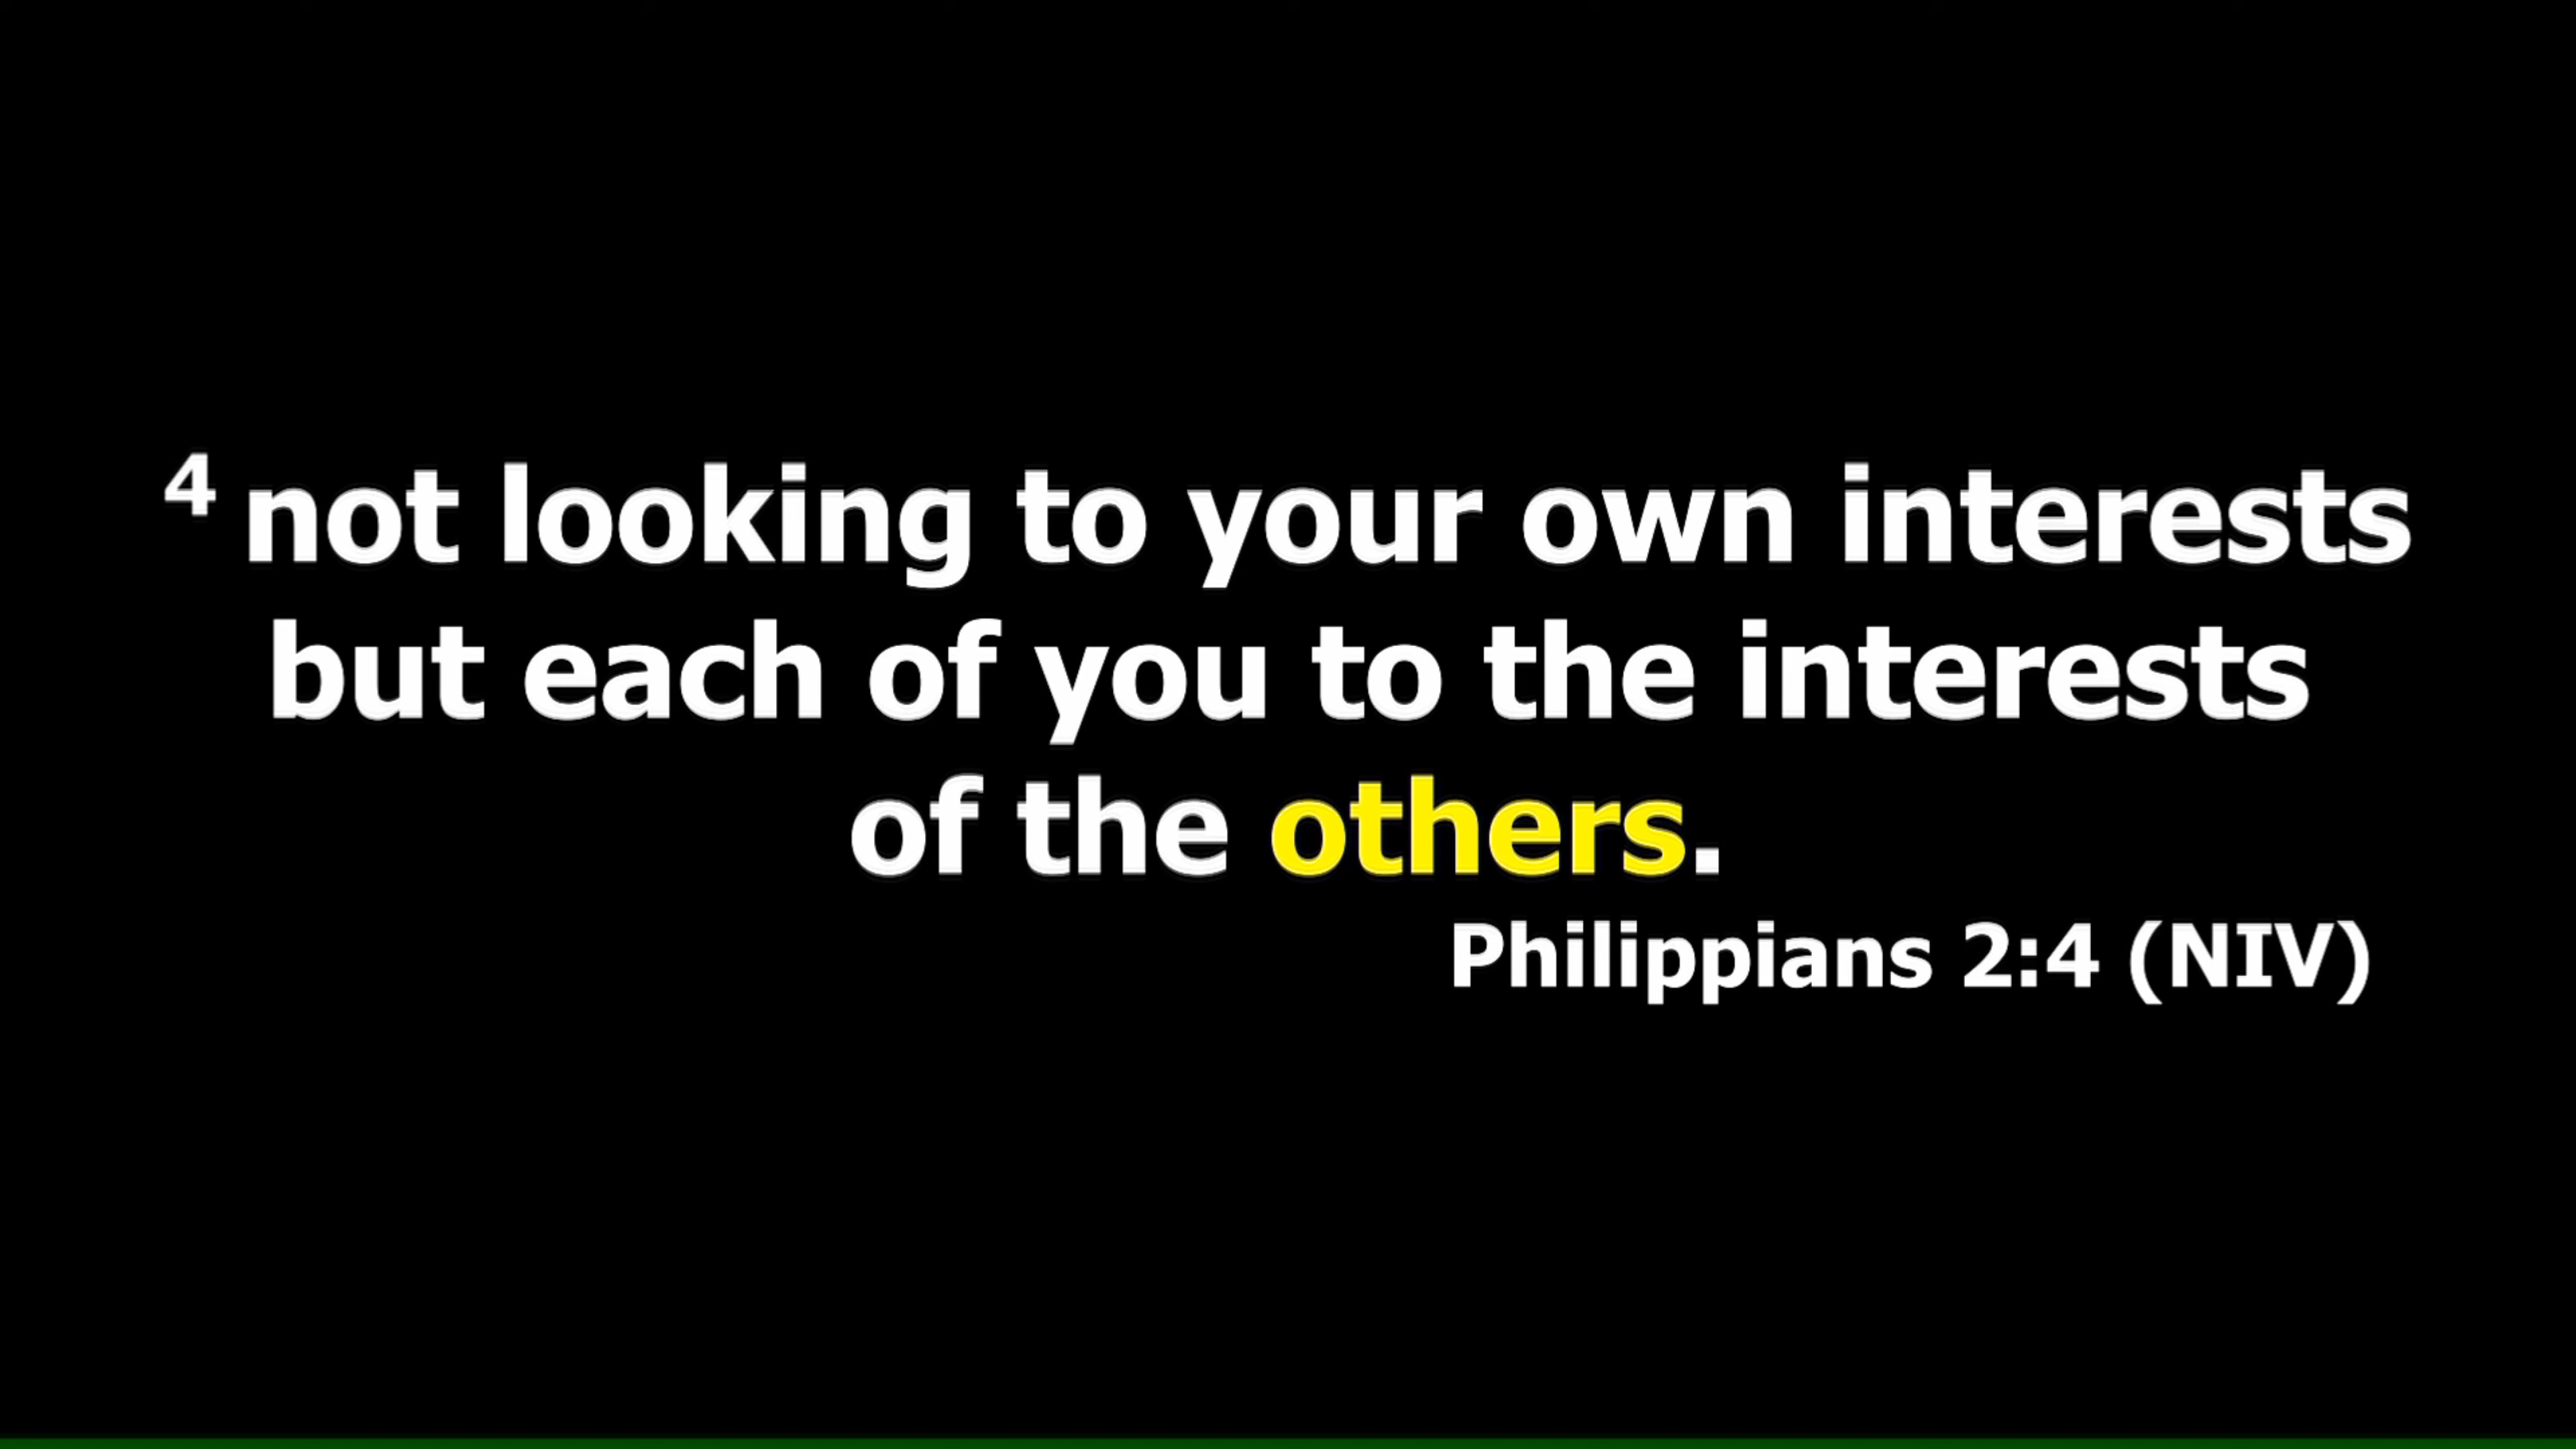 4 not looking to your own interests
but each of you to the interests
of the others.
Philippians 2:4 (NIV)